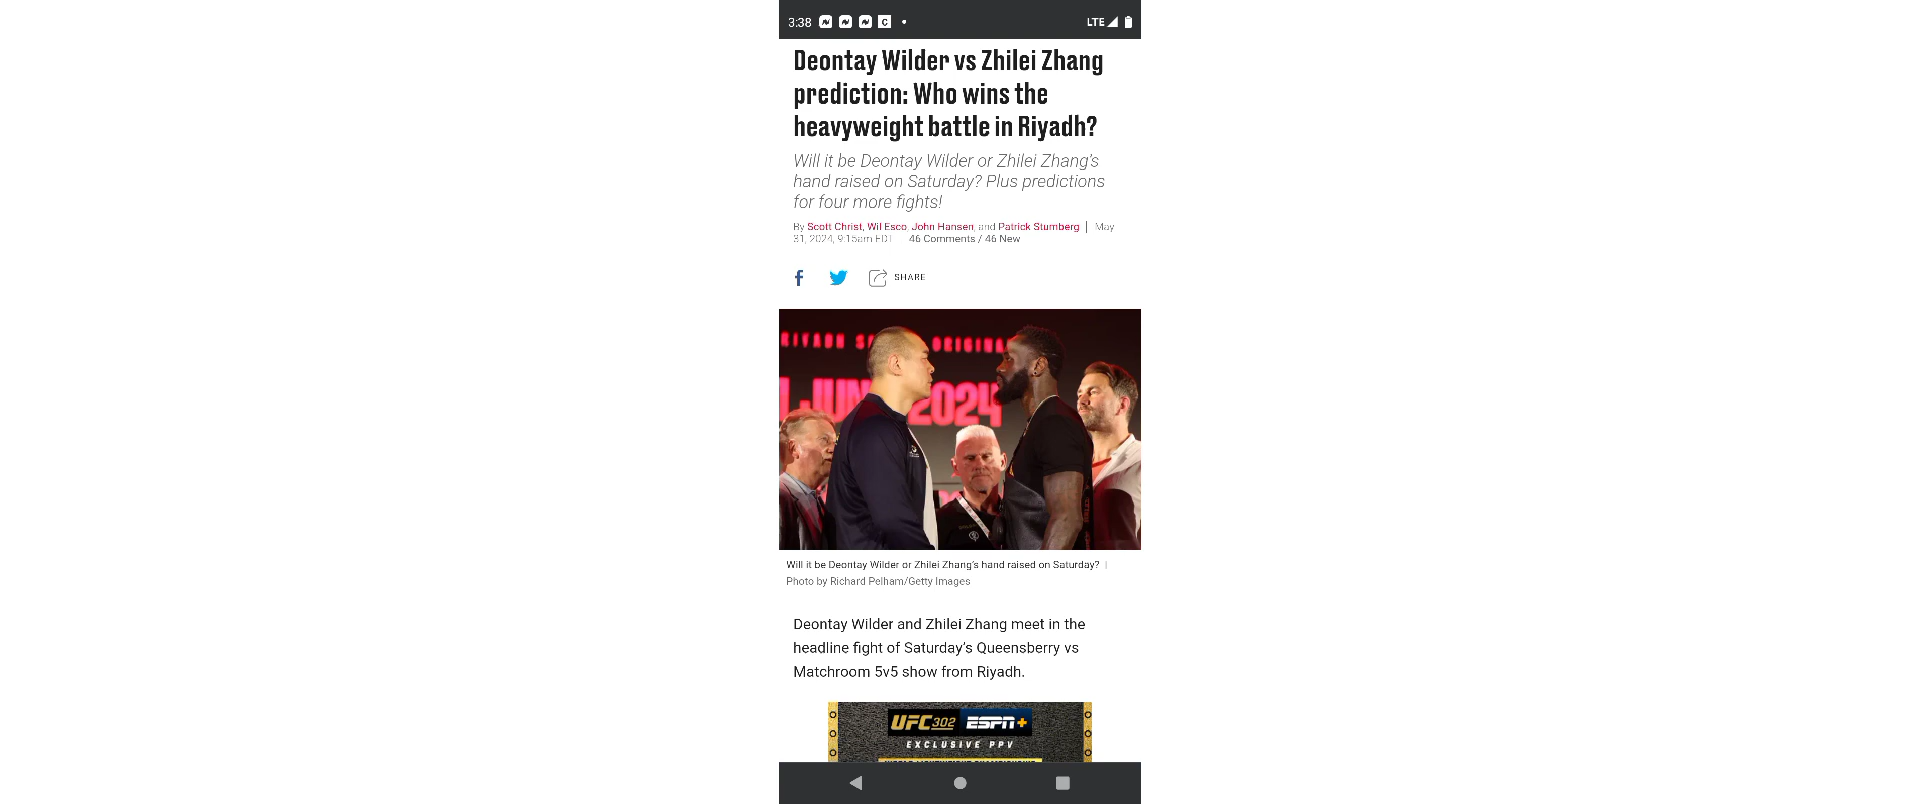 3:38
LTE
Deontay Wilder vs Zhilei Zhang
prediction: Who wins the
heavyweight battle in Riyadh?
Will it be Deontay Wilder or Zhilei Zhang's
hand raised on Saturday? Plus predictions
for four more fights!
By Scott Christ, Wil Esco, John Hansen, and Patrick Stumberg | May
31, 2024, 9:15am EDT 46 Comments / 46 New
SHARE
RIYADH ORIGINA
JUN 2024
Will it be Deontay Wilder or Zhilei Zhang's hand raised on Saturday? |
Photo by Richard Pelham/Getty Images
Deontay Wilder and Zhilei Zhang meet in the
headline fight of Saturday's Queensberry vs
Matchroom 5v5 show from Riyadh.
UFC 302 ESPN+
EXCLUSIVE PPV